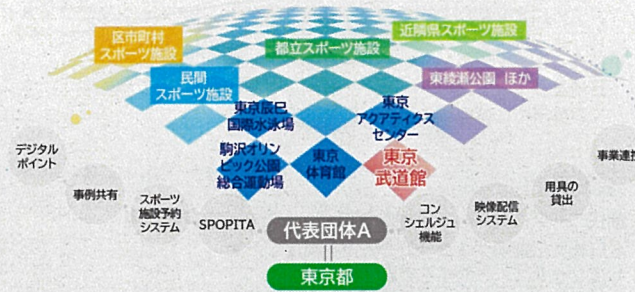 区市町村
スポーツ施設
都立スポーツ施設
近隣県スポーツ施設
民間
スポーツ施設
東綾瀬公園 ほか
東京辰巳
国際水泳場
東京
アクアティクス
センター
駒沢オリン
ピック公園
総合運動場
東京
体育館
東京
武道館
デジタル
ポイント
事例共有
スポーツ
施設予約
システム
SPOPITA
代表団体A
コン
シェルジュ
機能
映像配信
システム
用具の
貸出
事業連携
東京都